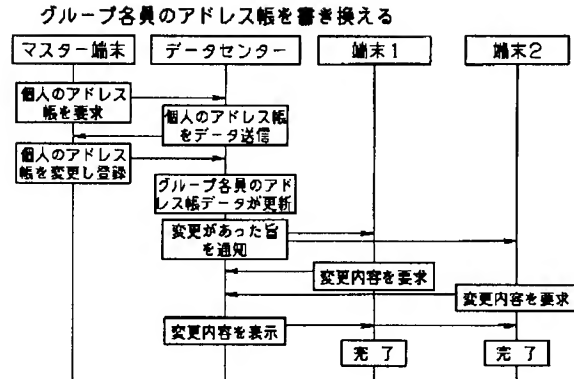 グループ各員のアドレス帳を書き換える
マスター端末
データセンター
端末1
端末2
個人のアドレス
帳を要求
個人のアドレス帳
をデータ送信
個人のアドレス
帳を変更し登録
グループ各員のアド
レス帳データが更新
変更があった旨
を通知
変更内容を要求
変更内容を要求
変更内容を表示
完了
完了